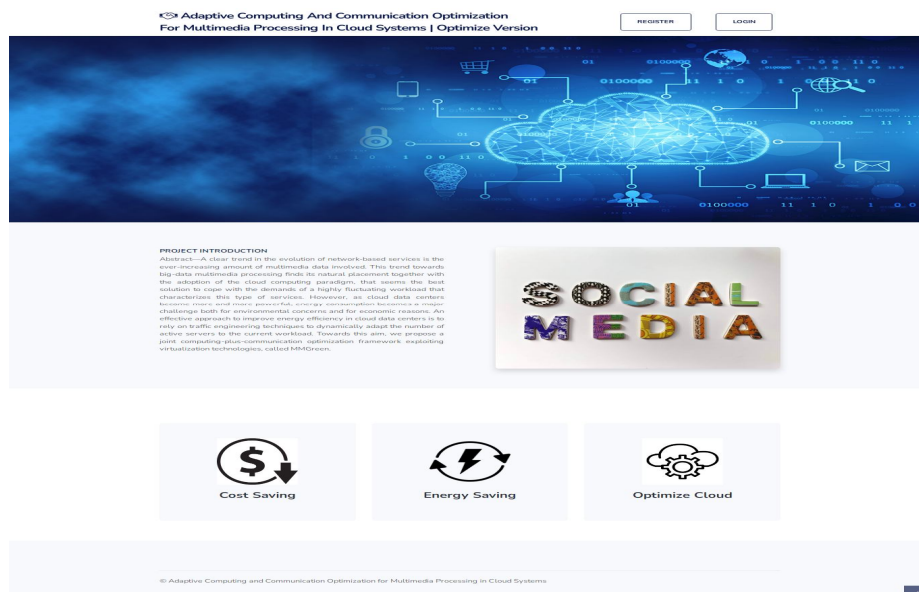 Adaptive Computing And Communication Optimization
For Multimedia Processing In Cloud Systems | Optimize Version
REGISTER
LOGIN
PROJECT INTRODUCTION
Abstract—A clear trend in the evolution of network-based services is the
ever-increasing amount of multimedia data involved. This trend towards
big-data multimedia processing finds its natural placement together with
the adoption of the cloud computing paradigm, that seems the best
solution to cope with the demands of a highly fluctuating workload that
characterizes this type of services. However, as cloud data centers
become more and more powerful, energy consumption becomes a major
challenge both for environmental concerns and for economic reasons. An
effective approach to improve energy efficiency in cloud data centers is to
rely on traffic engineering techniques to dynamically adapt the number of
active servers to the current workload. Towards this aim, we propose a
joint computing-plus-communication optimization framework exploiting
virtualization technologies, called MMGreen.
SOCIAL
MEDIA
Cost Saving
Energy Saving
Optimize Cloud
© Adaptive Computing and Communication Optimization for Multimedia Processing in Cloud Systems